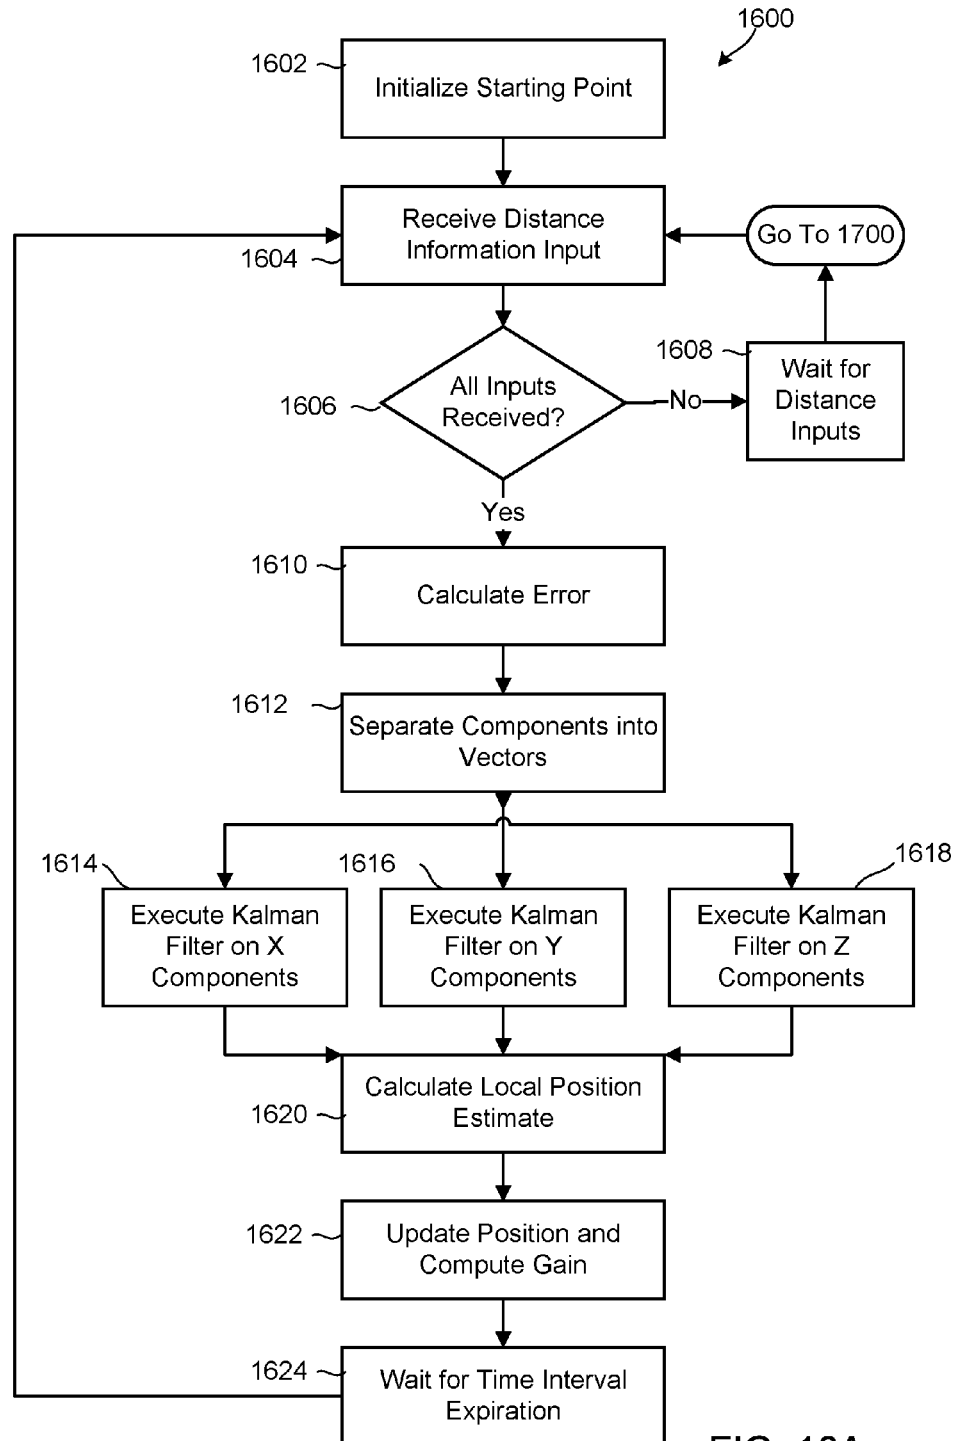 1600
1602
Initialize Starting Point
Receive Distance
Information Input
1604
Go To 1700
1608
Wait for
Distance
Inputs
All Inputs
Received?
1606
No
Yes
1610
Calculate Error
1612
Separate Components into
Vectors
1614
1616
1618
Execute Kalman
Filter on X
Components
Execute Kalman
Filter on Y
Components
Execute Kalman
Filter on Z
Components
Calculate Local Position
Estimate
1620
1622
Update Position and
Compute Gain
1624
Wait for Time Interval
Expiration